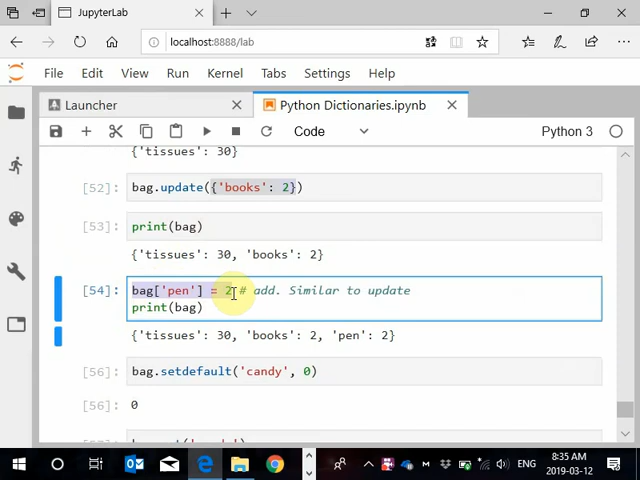 JupyterLab
localhost:8888/lab
File Edit View Run Kernel Tabs Settings Help
Launcher
Python Dictionaries.ipynb
Code
Python 3
{'tissues': 30}
[52]: bag.update({'books': 2})
[53]: print(bag)
{'tissues': 30, 'books': 2}
[54]: bag['pen'] = 2 # add. Similar to update
print(bag)
{'tissues': 30, 'books': 2, 'pen': 2}
[56]: bag.setdefault('candy', 0)
[56]: 0
ENG
8:35 AM
2019-03-12